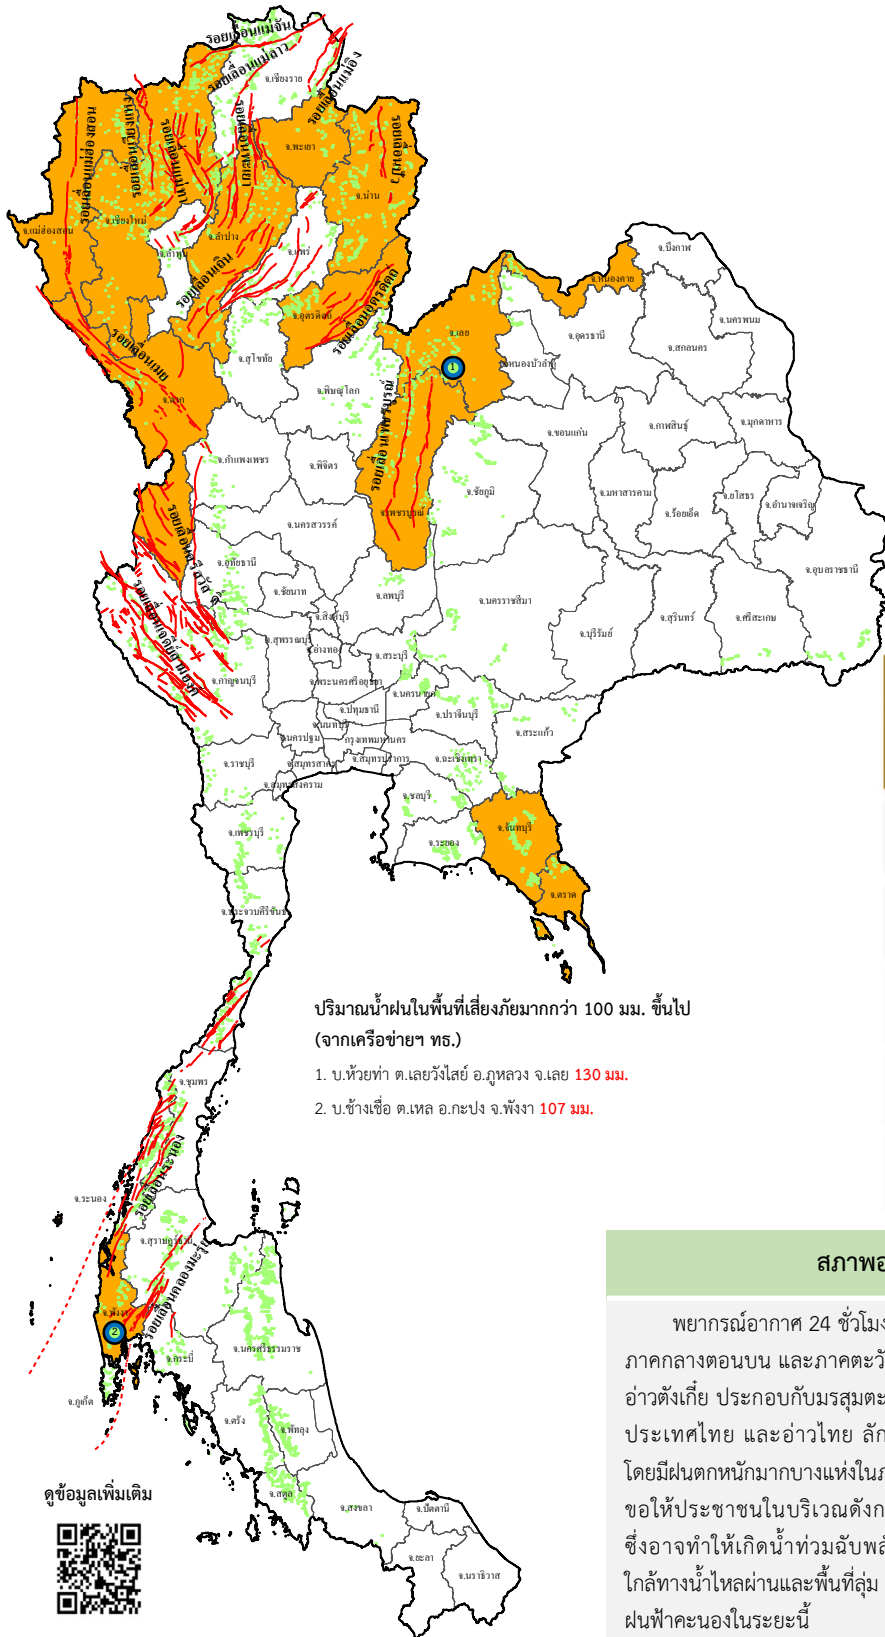 รอยเลื่อนแม่จัน
รอยเลื่อนแม่ลาว
รอยเลื่อนแม่อิง
จ.เชียงราย
รอยเลื่อนแม่ฮ่องสอน
รอยเลื่อนแม่ทา
รอยเลื่อนพะเยา
รอยเลื่อนปัว
จ.พะเยา
จ.น่าน
จ.เชียงใหม่
จ.แม่ฮ่องสอน
จ.ลำปาง
จ.ลำพูน
จ.แพร่
รอยเลื่อนเถิน
จ.อุตรดิตถ์
รอยเลื่อนอุตรดิตถ์
จ.บึงกาฬ
จ.หนองคาย
จ.เลย
จ.อุดรธานี
จ.นครพนม
จ.สกลนคร
จ.หนองบัวลำภู
1
รอยเลื่อนเมย
จ.สุโขทัย
จ.ตาก
จ.พิษณุโลก
รอยเลื่อนเพชรบูรณ์
จ.ขอนแก่น
จ.กาฬสินธุ์
จ.มุกดาหาร
จ.กำแพงเพชร
จ.พิจิตร
จ.ชัยภูมิ
จ.มหาสารคาม
จ.ร้อยเอ็ด
จ.ยโสธร
จ.อำนาจเจริญ
จ.เพชรบูรณ์
จ.นครสวรรค์
จ.อุทัยธานี
จ.อุบลราชธานี
จ.ชัยนาท
จ.ลพบุรี
จ.นครราชสีมา
จ.บุรีรัมย์
จ.สุรินทร์
จ.ศรีสะเกษ
จ.สิงห์บุรี
จ.สุพรรณบุรี
จ.อ่างทอง
จ.สระบุรี
จ.กาญจนบุรี
จ.พระนครศรีอยุธยา
จ.นครนายก
จ.ปทุมธานี
จ.ปราจีนบุรี
จ.สระแก้ว
จ.นนทบุรี
จ.นครปฐม
กรุงเทพมหานคร
จ.ราชบุรี
จ.สมุทรสาคร
จ.สมุทรปราการ
จ.ฉะเชิงเทรา
จ.สมุทรสงคราม
จ.ชลบุรี
จ.เพชรบุรี
จ.ระยอง
จ.จันทบุรี
จ.ตราด
จ.ประจวบคีรีขันธ์
ปริมาณน้ำฝนในพื้นที่เสี่ยงภัยมากกว่า 100 มม. ขึ้นไป
(จากเครือข่ายฯ ทธ.)
1. บ.ห้วยท่า ต.เลยวังไสย์ อ.ภูหลวง จ.เลย 130 มม.
2. บ.ช้างเชื่อ ต.เหล อ.กะปง จ.พังงา 107 มม.
จ.ชุมพร
รอยเลื่อนระนอง
จ.ระนอง
จ.สุราษฎร์ธานี
รอยเลื่อนคลองมะรุ่ย
จ.พังงา
2
จ.กระบี่
จ.นครศรีธรรมราช
จ.ภูเก็ต
จ.ตรัง
จ.พัทลุง
จ.สตูล
จ.สงขลา
จ.ปัตตานี
จ.ยะลา
จ.นราธิวาส
ดูข้อมูลเพิ่มเติม
พยากรณ์อากาศ 24 ชั่วโมง
ภาคกลางตอนบน และภาคตะวั
อ่าวตังเกี๋ย ประกอบกับมรสุมตะ
ประเทศไทย และอ่าวไทย ลัก
โดยมีฝนตกหนักมากบางแห่งในภ
ขอให้ประชาชนในบริเวณดังก
ซึ่งอาจทำให้เกิดน้ำท่วมฉับพลั
ใกล้ทางน้ำไหลผ่านและพื้นที่ลุ่ม
ฝนฟ้าคะนองในระยะนี้